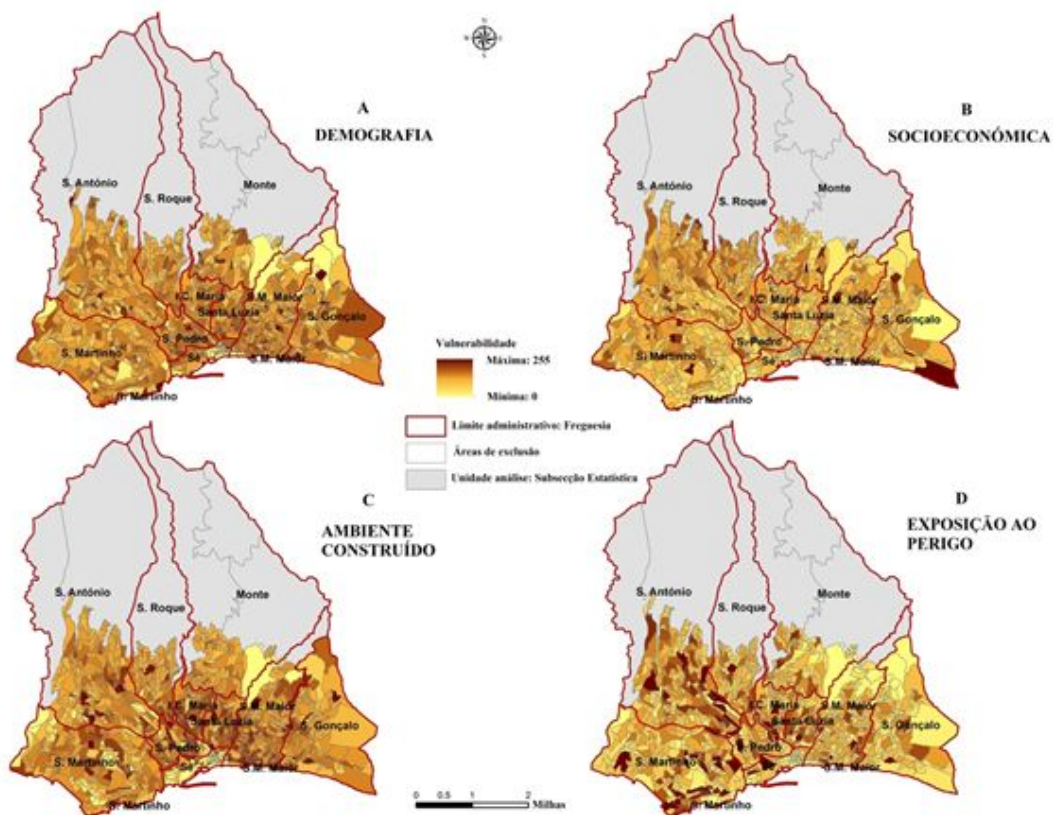 A
DEMOGRAFIA
S. António
S. Roque
Monte
I.C. Maria
S.M. Maior
Santa Luzia
S. Gonçalo
S. Pedro
S. Martinho
Sé
S.M. Maior
S. Martinho
N
S
B
SOCIOECONÓMICA
S. António
S. Roque
Monte
I.C. Maria
S.M. Maior
Santa Luzia
S. Gonçalo
S. Pedro
S. Martinho
Sé
S.M. Maior
S. Martinho
Vulnerabilidade
Máxima: 255
Mínima: 0
Limite administrativo: Freguesia
Áreas de exclusão
Unidade análise: Subsecção Estatística
C
AMBIENTE
CONSTRUÍDO
S. António
S. Roque
Monte
I.C. Maria
S.M. Maior
Santa Luzia
S. Gonçalo
S. Pedro
S. Martinho
Sé
S.M. Maior
S. Martinho
D
EXPOSIÇÃO AO
PERIGO
S. António
S. Roque
Monte
I.C. Maria
S.M. Maior
Santa Luzia
S. Gonçalo
S. Pedro
S. Martinho
Sé
S.M. Maior
S. Martinho
0 0.5 1 2
Milhas